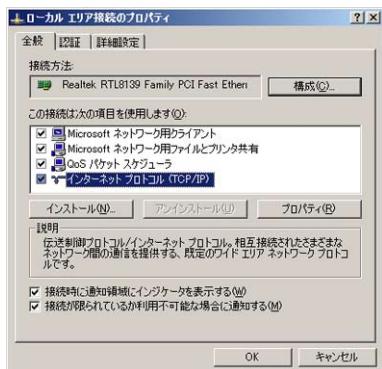 ローカル エリア接続のプロパティ
全般 認証 詳細設定
接続方法:
Realtek RTL8139 Family PCI Fast Ethern 構成(C)...
この接続は次の項目を使用します(O):
Microsoft ネットワーク用クライアント
Microsoft ネットワーク用ファイルとプリンタ共有
QoS パケット スケジューラ
インターネット プロトコル (TCP/IP)
インストール(N)... アンインストール(U) プロパティ(R)
説明
伝送制御プロトコル/インターネット プロトコル。相互接続されたさまざまな
ネットワーク間の通信を提供する、既定のワイド エリア ネットワーク プロトコ
ルです。
接続時に通知領域にインジケータを表示する(W)
接続が限られているか利用不可能な場合に通知する(M)
OK キャンセル